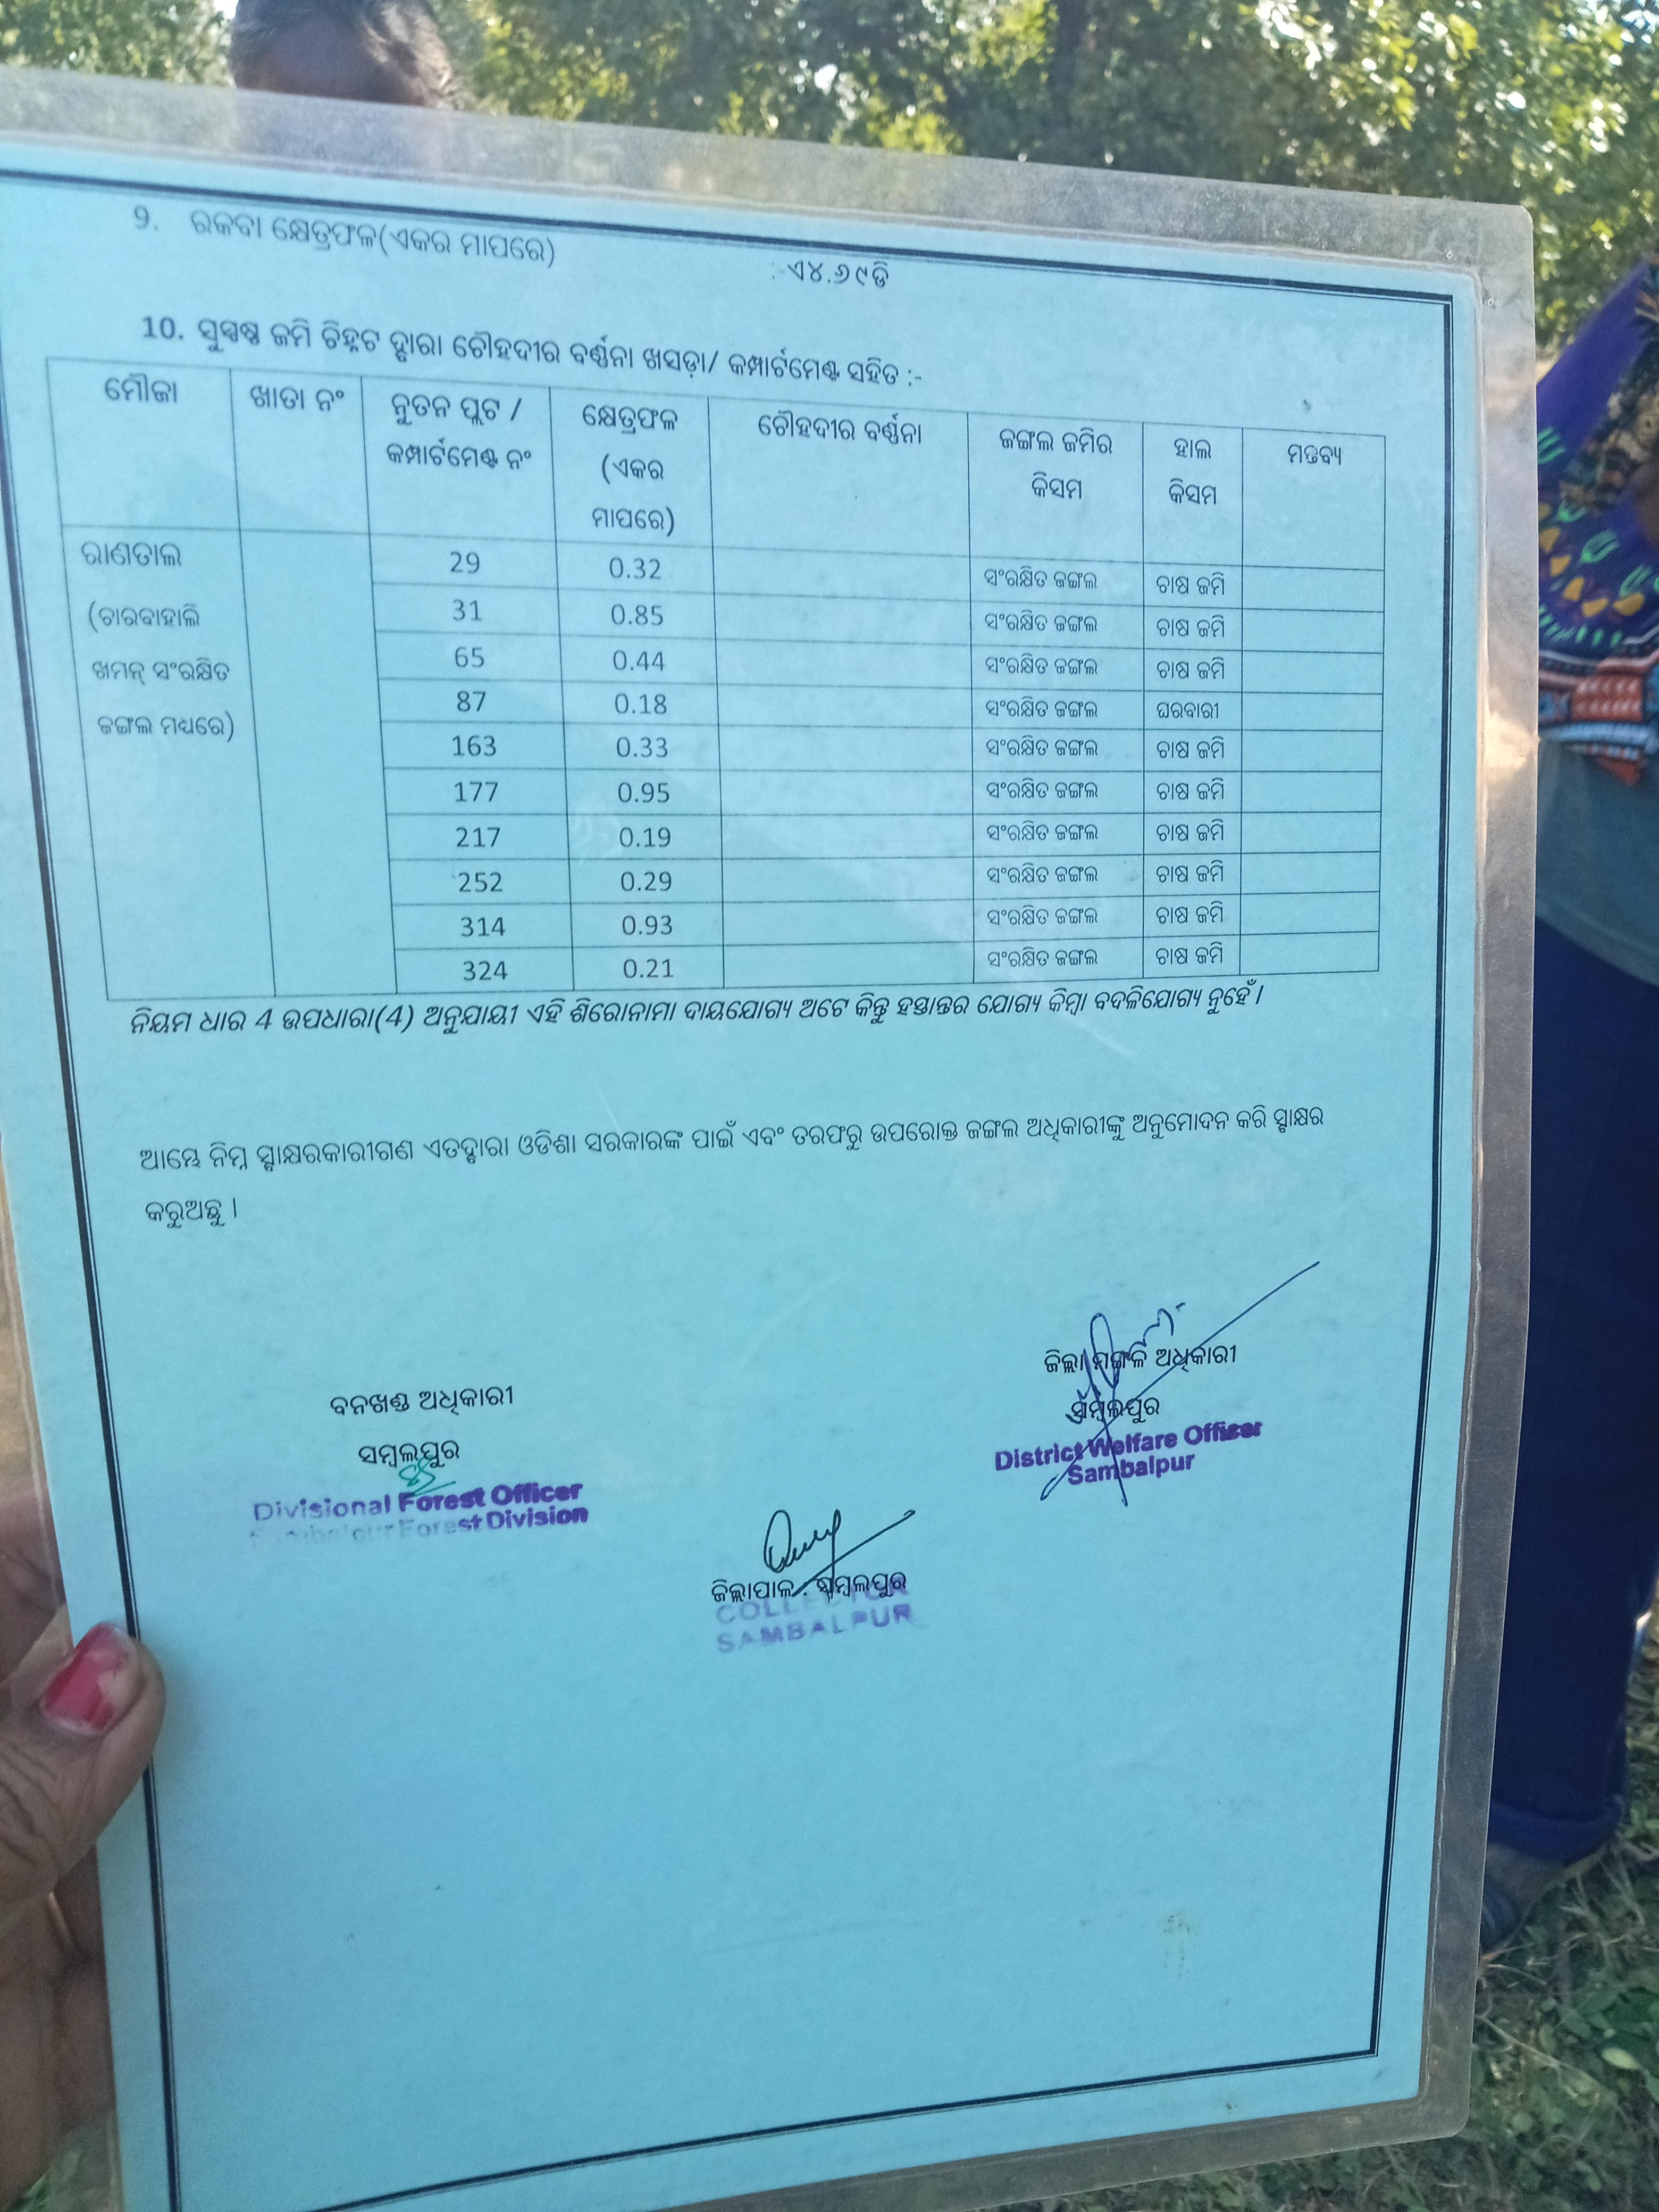 9. ରକବା କ୍ଷେତ୍ରଫଳ(ଏକର ମାପରେ) :-ଏ୪.୬୯ଡି
10. ସୁସ୍ପଷ୍ଟ ଜମି ଚିହ୍ନଟ ଦ୍ବାରା ଚୌହଦୀର ବର୍ଣ୍ଣନା ଖସଡ଼ା/ କମ୍ପାର୍ଟମେଣ୍ଟ ସହିତ :-
ମୌଜା ଖାତା ନଂ ନୁତନ ପ୍ଲଟ / କମ୍ପାର୍ଟମେଣ୍ଟ ନଂ କ୍ଷେତ୍ରଫଳ (ଏକର ମାପରେ) ଚୌହଦୀର ବର୍ଣ୍ଣନା ଜଙ୍ଗଲ ଜମିର କିସମ ହାଲ କିସମ ମନ୍ତବ୍ୟ
ରାଣତାଲ
(ଚାରବାହାଲି
ଖମନ୍ ସଂରକ୍ଷିତ
ଜଙ୍ଗଲ ମଧ୍ୟରେ)
29 0.32 ସଂରକ୍ଷିତ ଜଙ୍ଗଲ ଚାଷ ଜମି
31 0.85 ସଂରକ୍ଷିତ ଜଙ୍ଗଲ ଚାଷ ଜମି
65 0.44 ସଂରକ୍ଷିତ ଜଙ୍ଗଲ ଚାଷ ଜମି
87 0.18 ସଂରକ୍ଷିତ ଜଙ୍ଗଲ ଘରବାରୀ
163 0.33 ସଂରକ୍ଷିତ ଜଙ୍ଗଲ ଚାଷ ଜମି
177 0.95 ସଂରକ୍ଷିତ ଜଙ୍ଗଲ ଚାଷ ଜମି
217 0.19 ସଂରକ୍ଷିତ ଜଙ୍ଗଲ ଚାଷ ଜମି
252 0.29 ସଂରକ୍ଷିତ ଜଙ୍ଗଲ ଚାଷ ଜମି
314 0.93 ସଂରକ୍ଷିତ ଜଙ୍ଗଲ ଚାଷ ଜମି
324 0.21 ସଂରକ୍ଷିତ ଜଙ୍ଗଲ ଚାଷ ଜମି
ନିୟମ ଧାର 4 ଉପଧାରା(4) ଅନୁଯାୟୀ ଏହି ଶିରୋନାମା ଦାୟଯୋଗ୍ୟ ଅଟେ କିନ୍ତୁ ହସ୍ତାନ୍ତର ଯୋଗ୍ୟ କିମ୍ବା ବଦଳିଯୋଗ୍ୟ ନୁହେଁ ।
ଆମ୍ଭେ ନିମ୍ନ ସ୍ବାକ୍ଷରକାରୀଗଣ ଏତଦ୍ବାରା ଓଡିଶା ସରକାରଙ୍କ ପାଇଁ ଏବଂ ତରଫରୁ ଉପରୋକ୍ତ ଜଙ୍ଗଲ ଅଧିକାରୀଙ୍କୁ ଅନୁମୋଦନ କରି ସ୍ବାକ୍ଷର
କରୁଅଛୁ ।
ଜିଲ୍ଲା ମଙ୍ଗଳ ଅଧିକାରୀ
ସମ୍ବଲପୁର
District Welfare Officer
Sambalpur
ବନଖଣ୍ଡ ଅଧିକାରୀ
ସମ୍ବଲପୁର
Divisional Forest Officer
Sambalpur Forest Division
ଜିଲ୍ଲାପାଳ . ସମ୍ବଲପୁର
COLLECTOR
SAMBALPUR